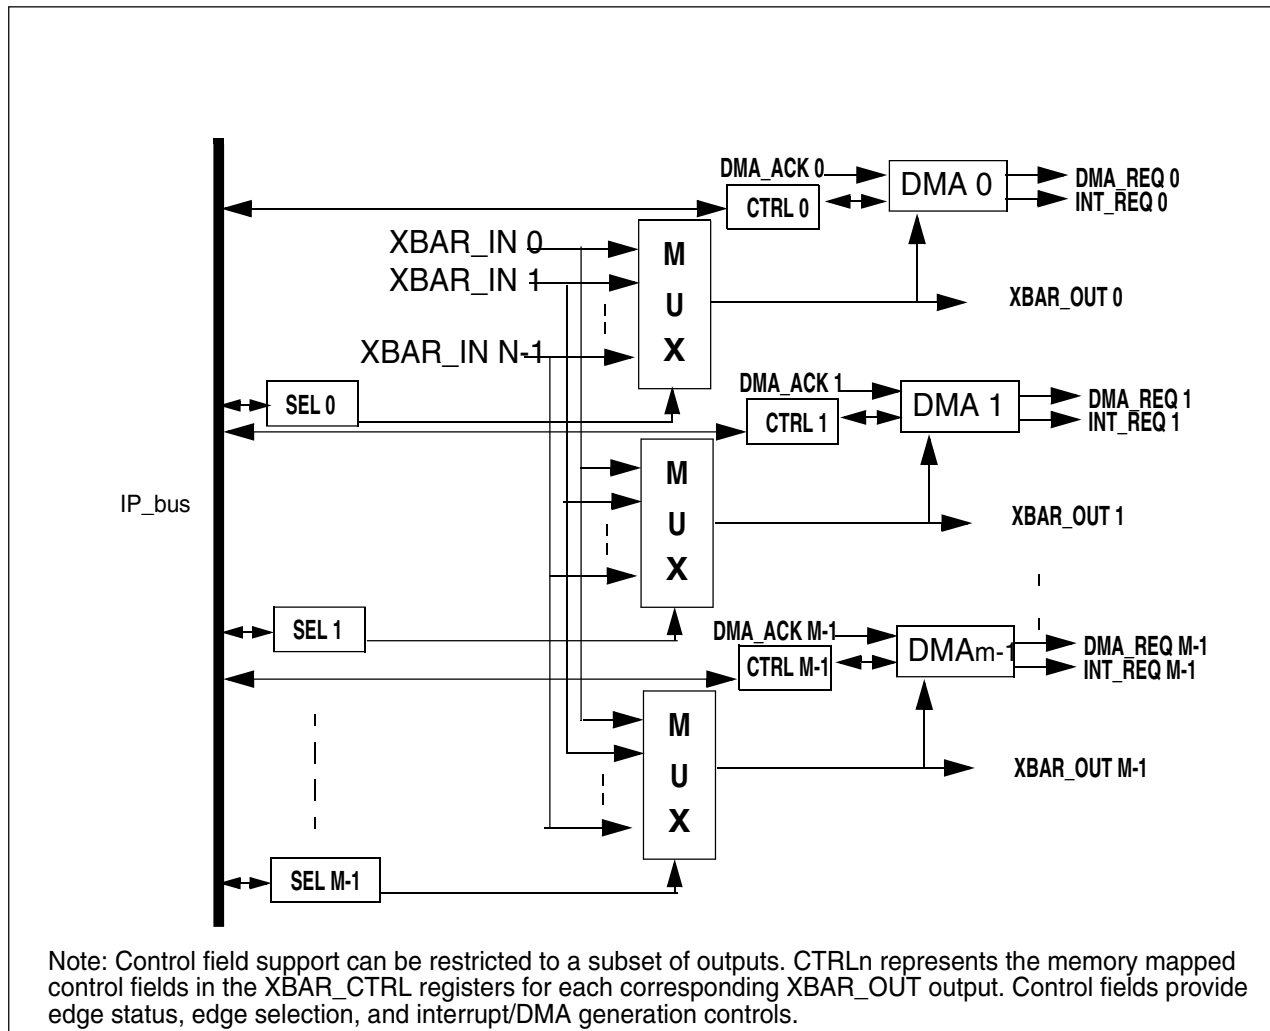 DMA_ACK 0
DMA 0
DMA_REQ 0
CTRL 0
INT_REQ 0
XBAR_IN 0
XBAR_IN 1
XBAR_IN N-1
M
U
X
XBAR_OUT 0
SEL 0
DMA_ACK 1
DMA 1
DMA_REQ 1
CTRL 1
INT_REQ 1
IP_bus
M
U
X
XBAR_OUT 1
SEL 1
DMA_ACK M-1
DMAm-1
DMA_REQ M-1
CTRL M-1
INT_REQ M-1
M
U
X
XBAR_OUT M-1
SEL M-1
Note: Control field support can be restricted to a subset of outputs. CTRLn represents the memory mapped
control fields in the XBAR_CTRL registers for each corresponding XBAR_OUT output. Control fields provide
edge status, edge selection, and interrupt/DMA generation controls.